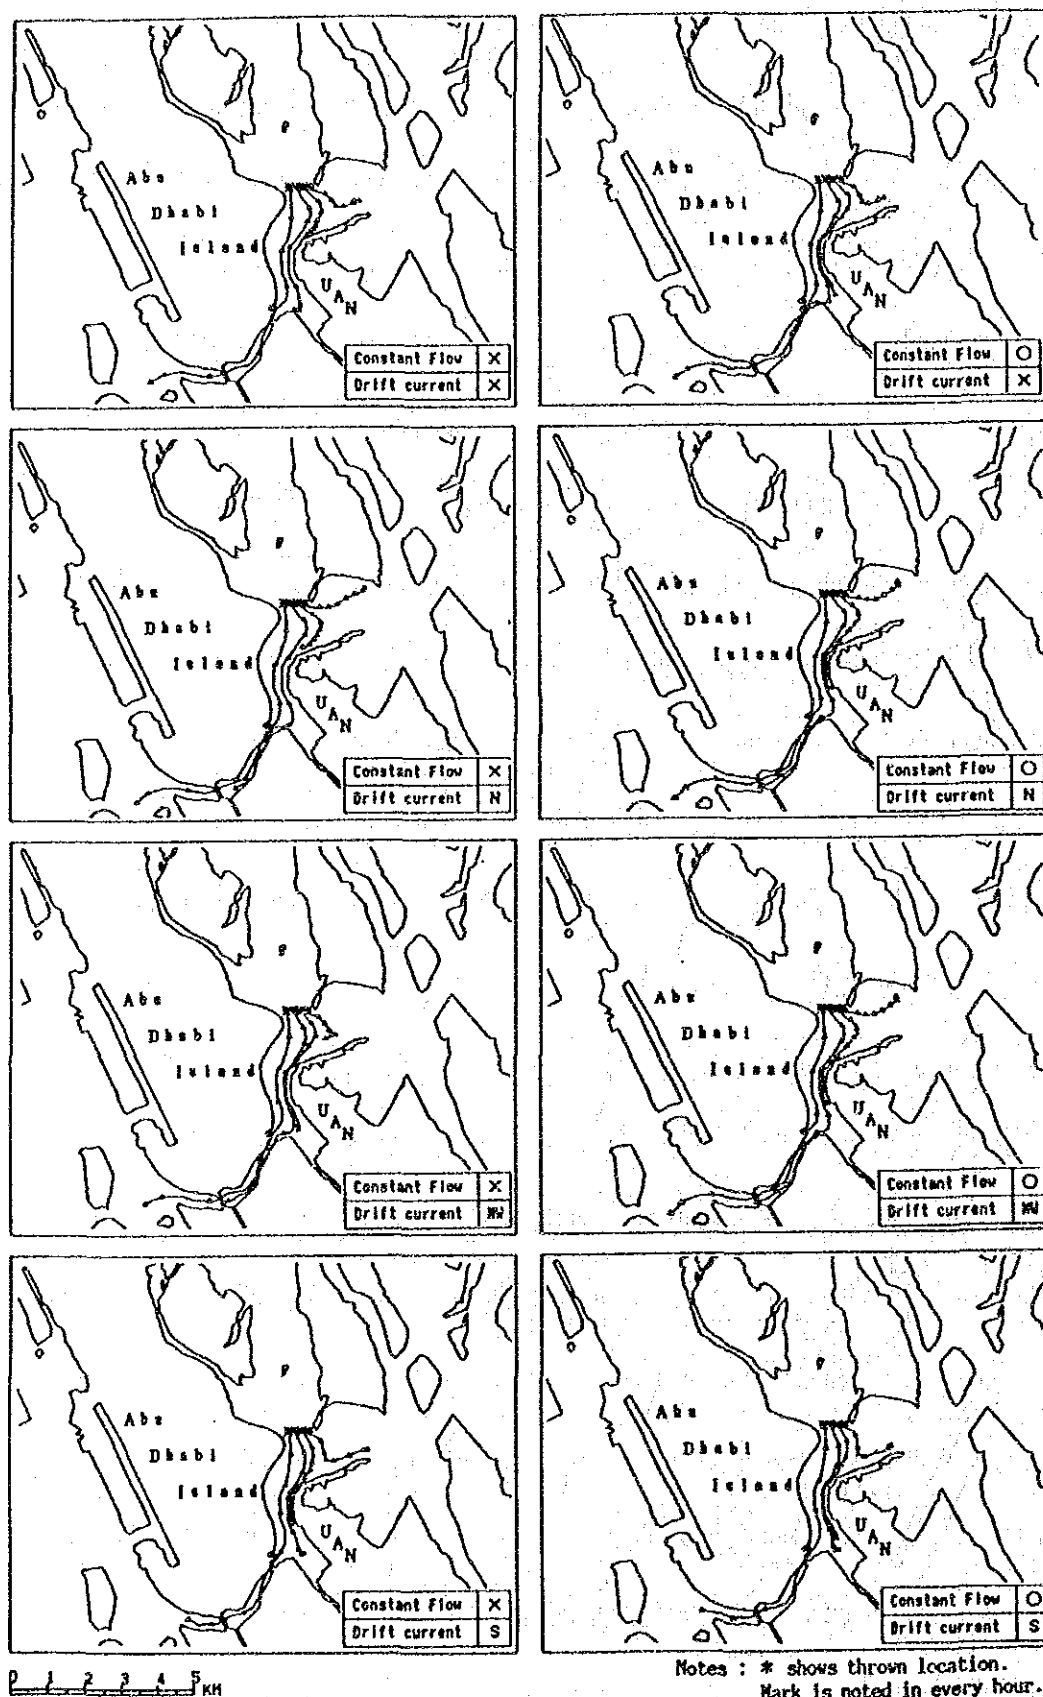 Abu
Dhabi
Island
U
A
N
Constant Flow X
Drift current X
Abu
Dhabi
Island
U
A
N
Constant Flow O
Drift current X
Abu
Dhabi
Island
U
A
N
Constant Flow X
Drift current N
Abu
Dhabi
Island
U
A
N
Constant Flow O
Drift current N
Abu
Dhabi
Island
U
A
N
Constant Flow X
Drift current NW
Abu
Dhabi
Island
U
A
N
Constant Flow O
Drift current NW
Abu
Dhabi
Island
U
A
N
Constant Flow X
Drift current S
Abu
Dhabi
Island
U
A
N
Constant Flow O
Drift current S
0 1 2 3 4 5 KM
Notes : * shows thrown location.
Mark is noted in every hour.